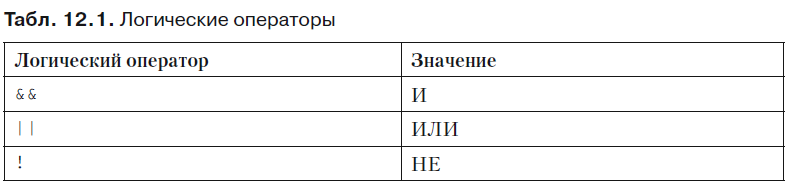 Табл. 12.1. Логические операторы
Логический оператор Значение
&& И
|| ИЛИ
! НЕ